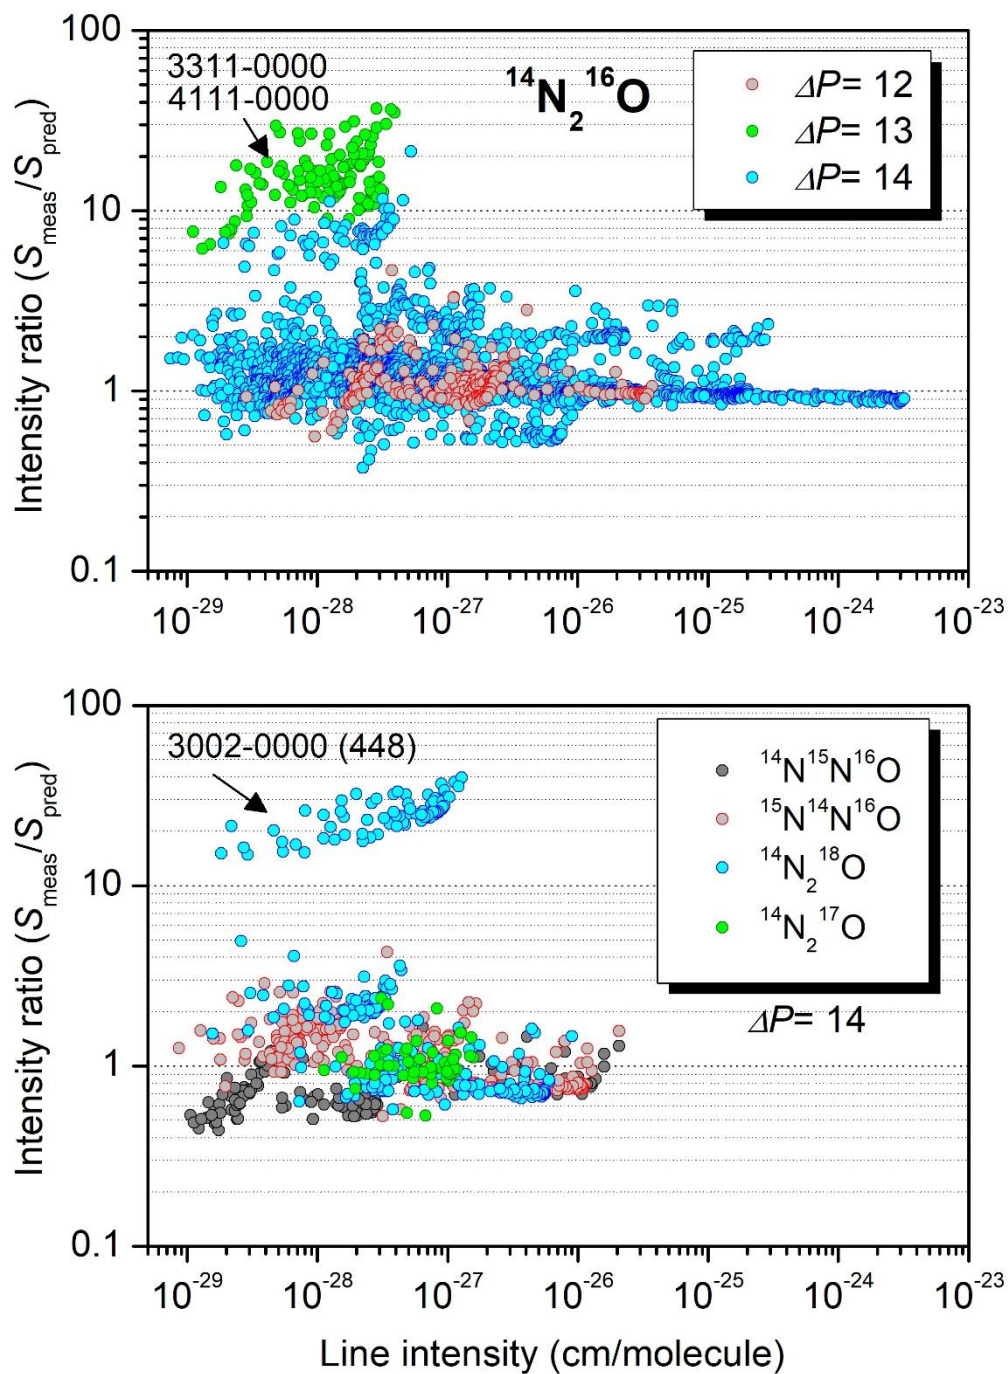 100
3311-0000
4111-0000
¹⁴N₂¹⁶O
ΔP= 12
ΔP= 13
ΔP= 14
10
1
0.1
Intensity ratio (Smeas/Spred)
10⁻²⁹ 10⁻²⁸ 10⁻²⁷ 10⁻²⁶ 10⁻²⁵ 10⁻²⁴ 10⁻²³
100
3002-0000 (448)
¹⁴N¹⁵N¹⁶O
¹⁵N¹⁴N¹⁶O
¹⁴N₂¹⁸O
¹⁴N₂¹⁷O
ΔP= 14
10
1
0.1
Intensity ratio (Smeas/Spred)
10⁻²⁹ 10⁻²⁸ 10⁻²⁷ 10⁻²⁶ 10⁻²⁵ 10⁻²⁴ 10⁻²³
Line intensity (cm/molecule)